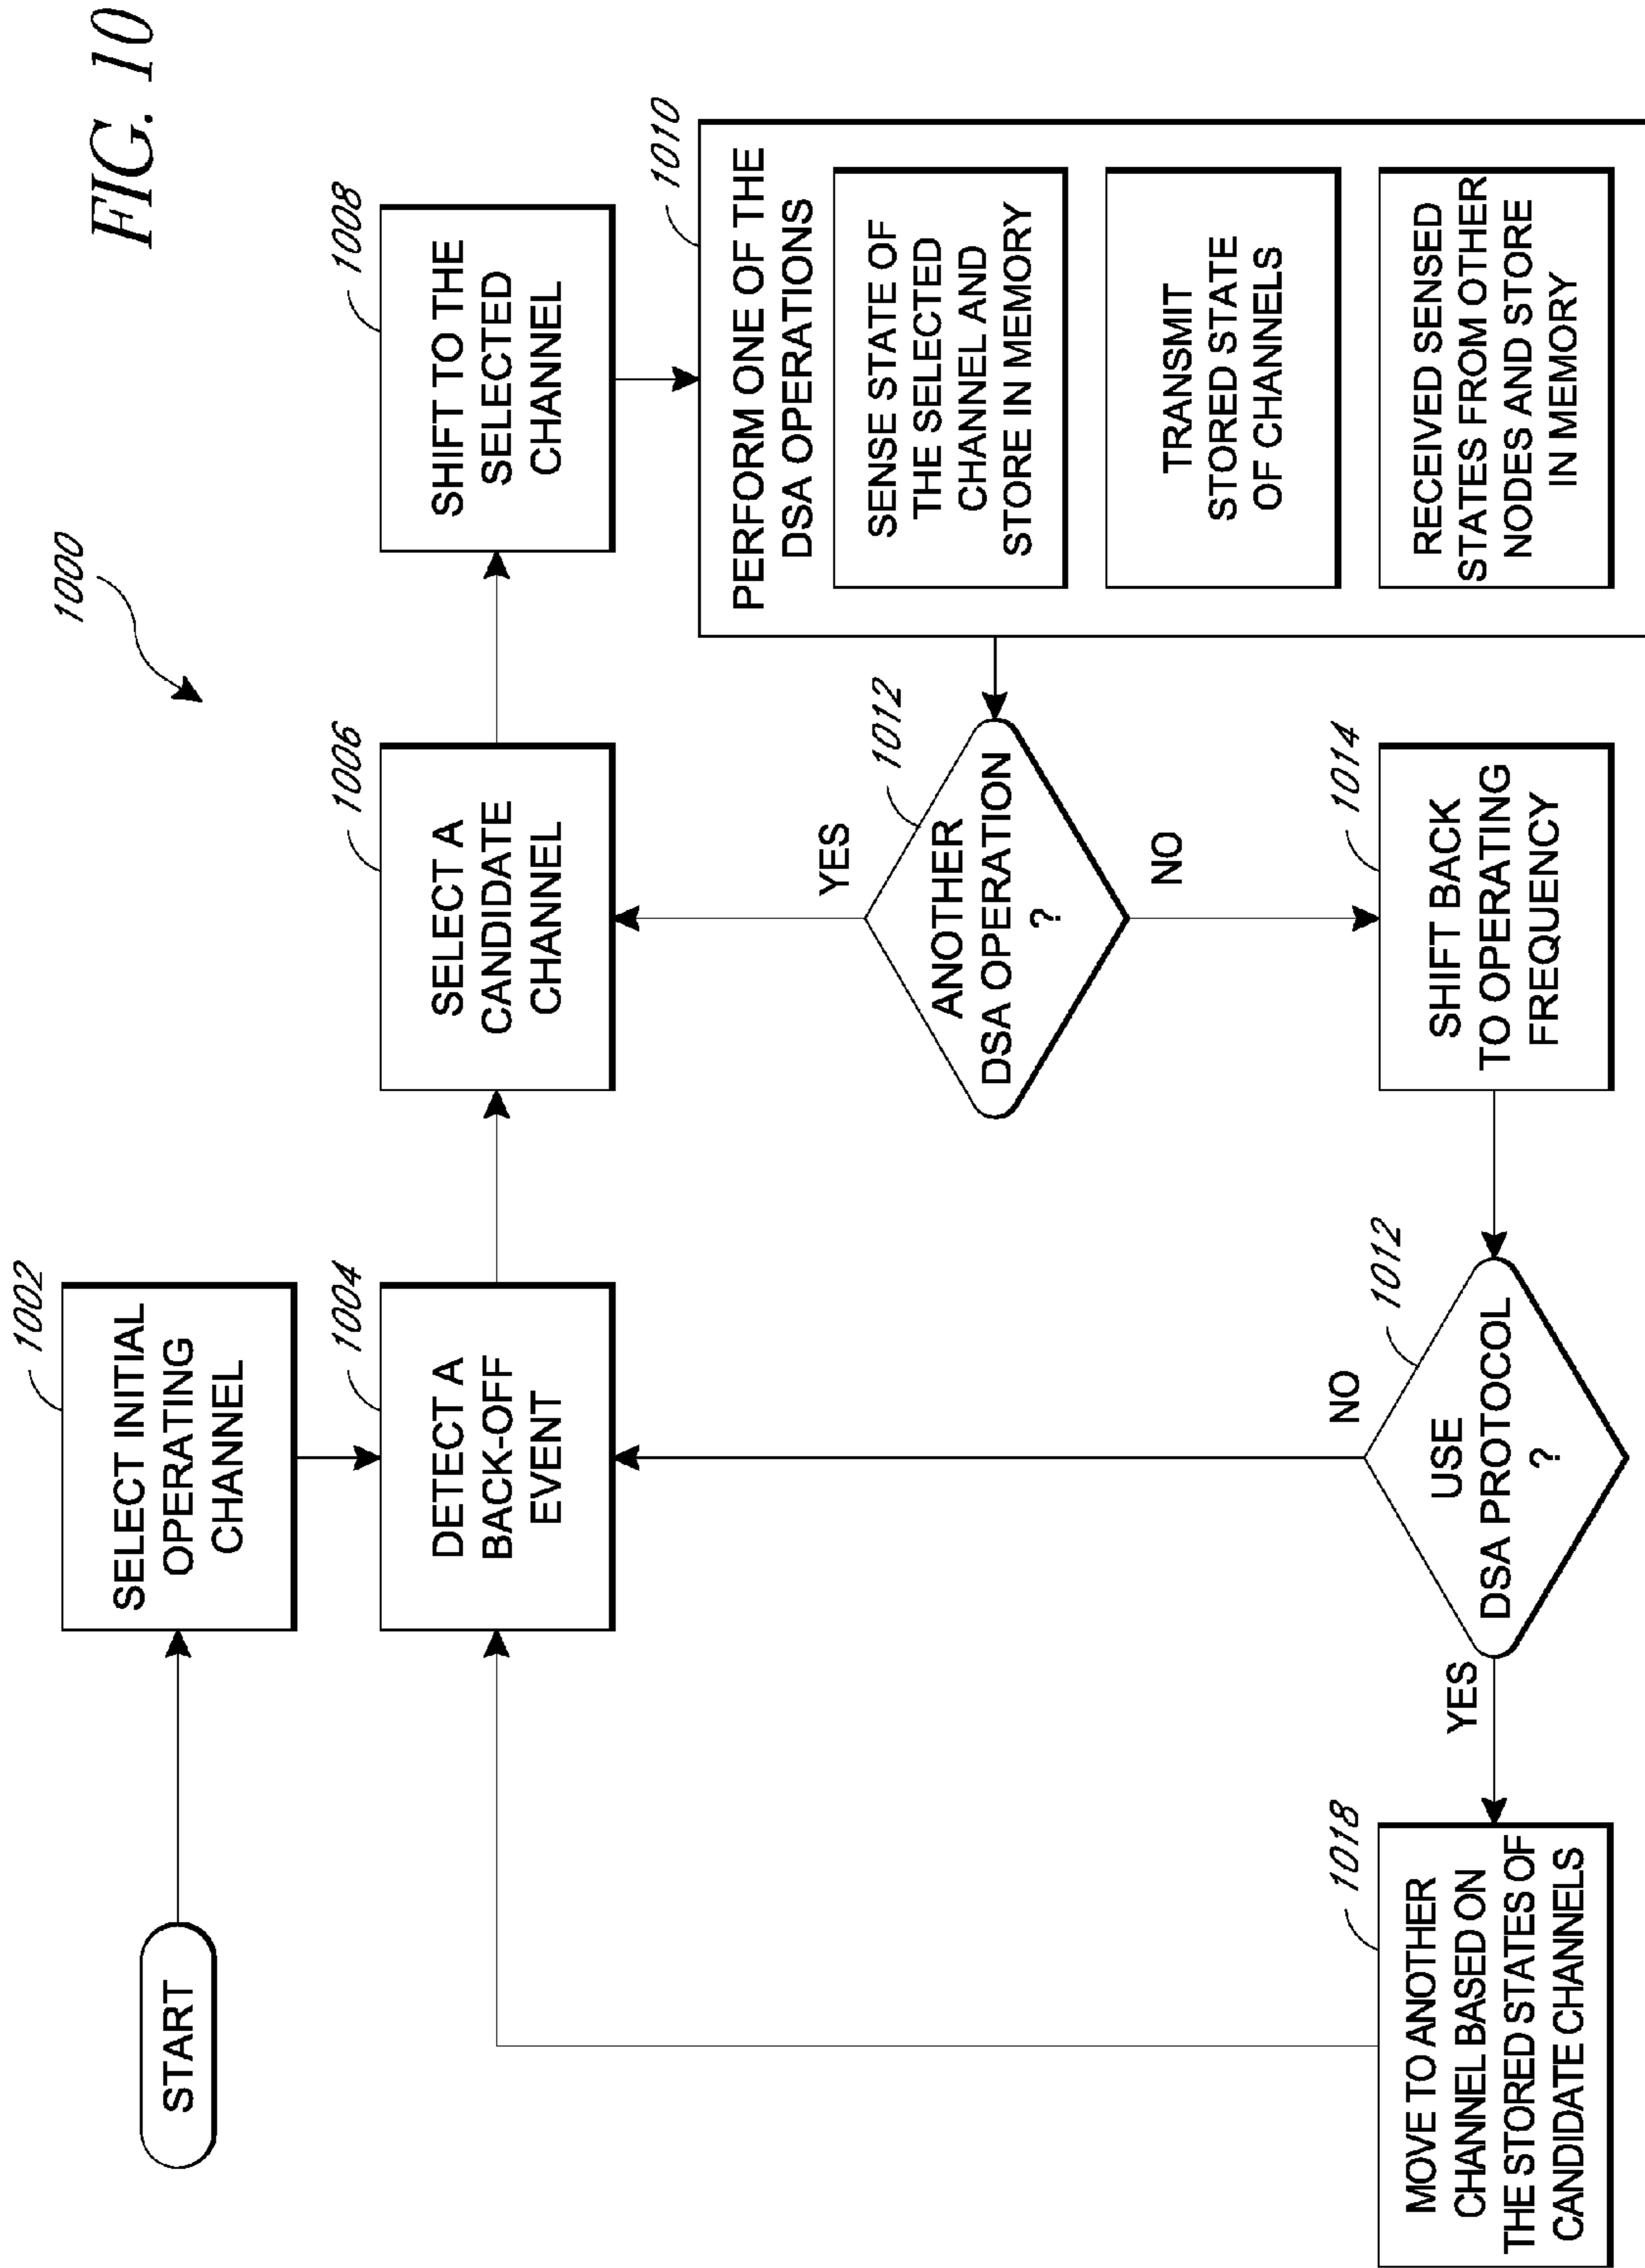 FIG. 10
1000
START
1002
SELECT INITIAL
OPERATING
CHANNEL
1004
DETECT A
BACK-OFF
EVENT
1006
SELECT A
CANDIDATE
CHANNEL
1008
SHIFT TO THE
SELECTED
CHANNEL
1010
PERFORM ONE OF THE
DSA OPERATIONS
SENSE STATE OF
THE SELECTED
CHANNEL AND
STORE IN MEMORY
TRANSMIT
STORED STATE
OF CHANNELS
RECEIVED SENSED
STATES FROM OTHER
NODES AND STORE
IN MEMORY
1012
ANOTHER
DSA OPERATION
?
YES
NO
1014
SHIFT BACK
TO OPERATING
FREQUENCY
1012
USE
DSA PROTOCOL
?
NO
YES
1018
MOVE TO ANOTHER
CHANNEL BASED ON
THE STORED STATES OF
CANDIDATE CHANNELS